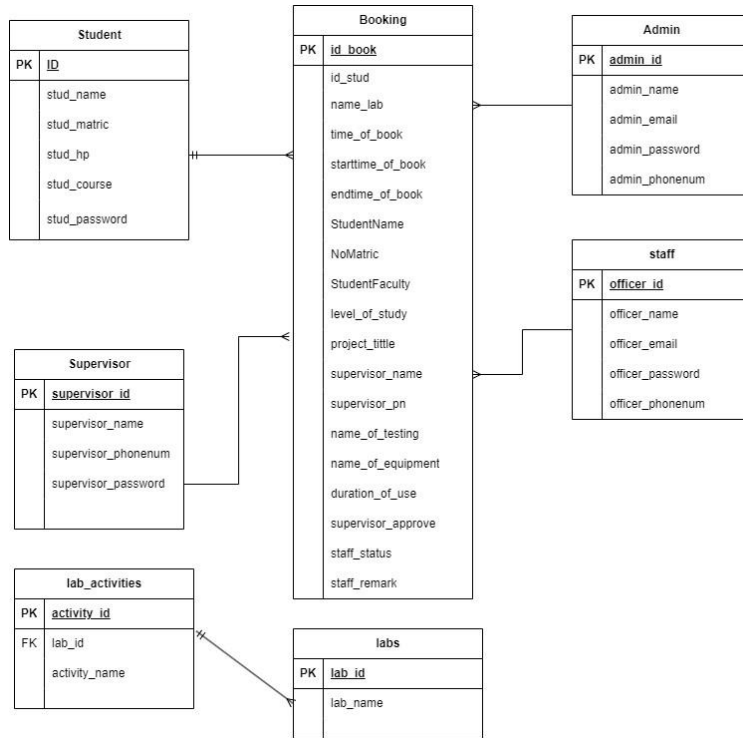 Student
PK ID
stud_name
stud_matric
stud_hp
stud_course
stud_password
Booking
PK id_book
id_stud
name_lab
time_of_book
starttime_of_book
endtime_of_book
StudentName
NoMatric
StudentFaculty
level_of_study
project_tittle
supervisor_name
supervisor_pn
name_of_testing
name_of_equipment
duration_of_use
supervisor_approve
staff_status
staff_remark
Admin
PK admin_id
admin_name
admin_email
admin_password
admin_phonenum
staff
PK officer_id
officer_name
officer_email
officer_password
officer_phonenum
Supervisor
PK supervisor_id
supervisor_name
supervisor_phonenum
supervisor_password
lab_activities
PK activity_id
FK lab_id
activity_name
labs
PK lab_id
lab_name